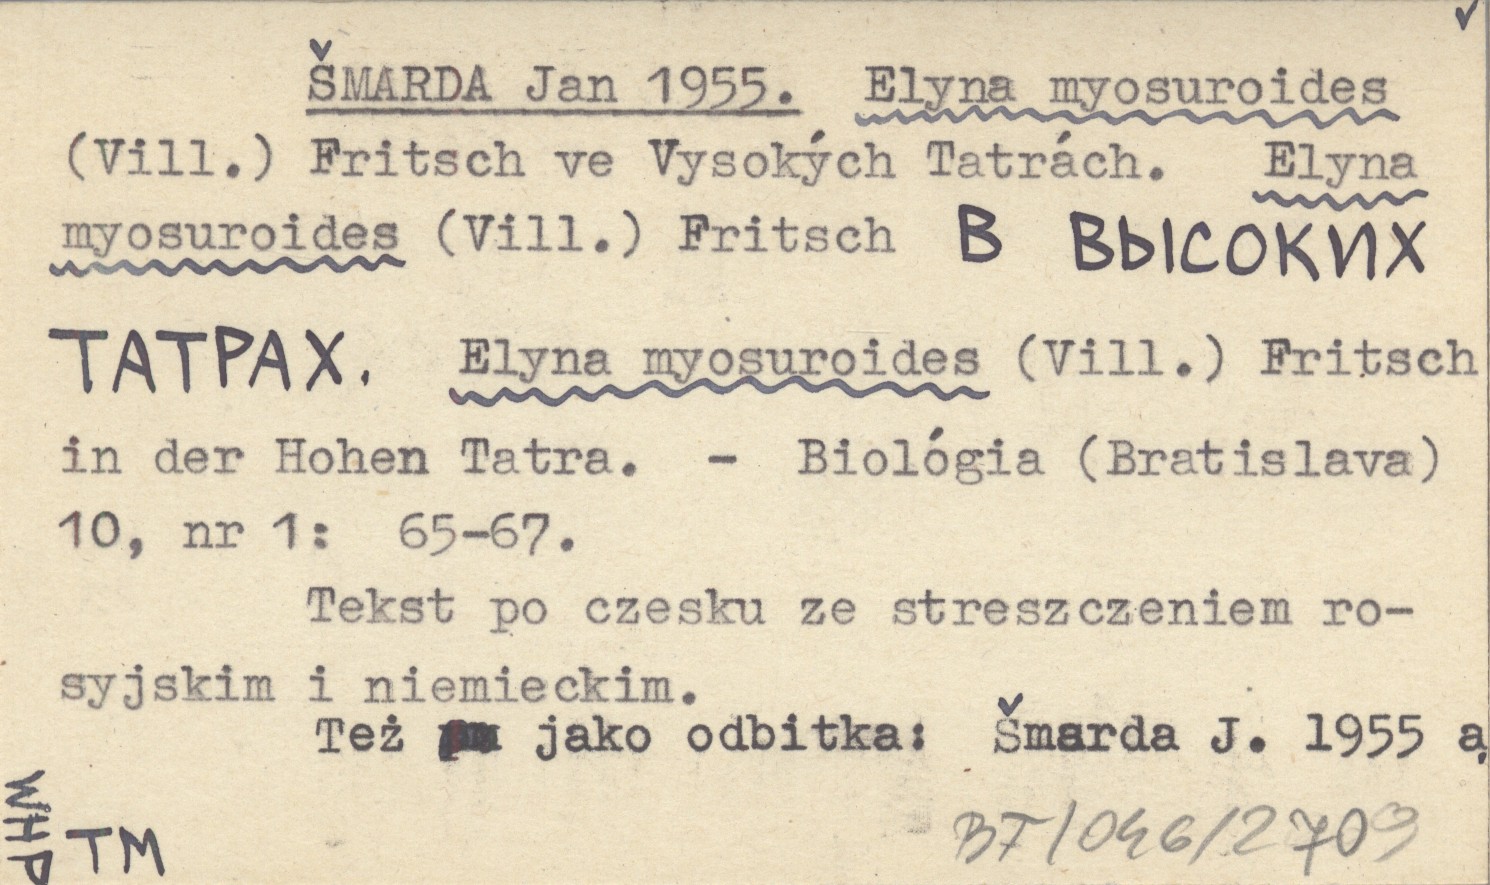 ŠMARDA Jan 1955. Elyna myosuroides
(Vill.) Fritsch ve Vysokých Tatrách. Elyna
myosuroides (Vill.) Fritsch В ВЫСОКИХ
ТАТРАХ. Elyna myosuroides (Vill.) Fritsch
in der Hohen Tatra. - Biológia (Bratislava)
10, nr 1: 65-67.
Tekst po czesku ze streszczeniem ro-
syjskim i niemieckim.
Też jako odbitka: Šmarda J. 1955 a
WHP
TM
BT/046/2709